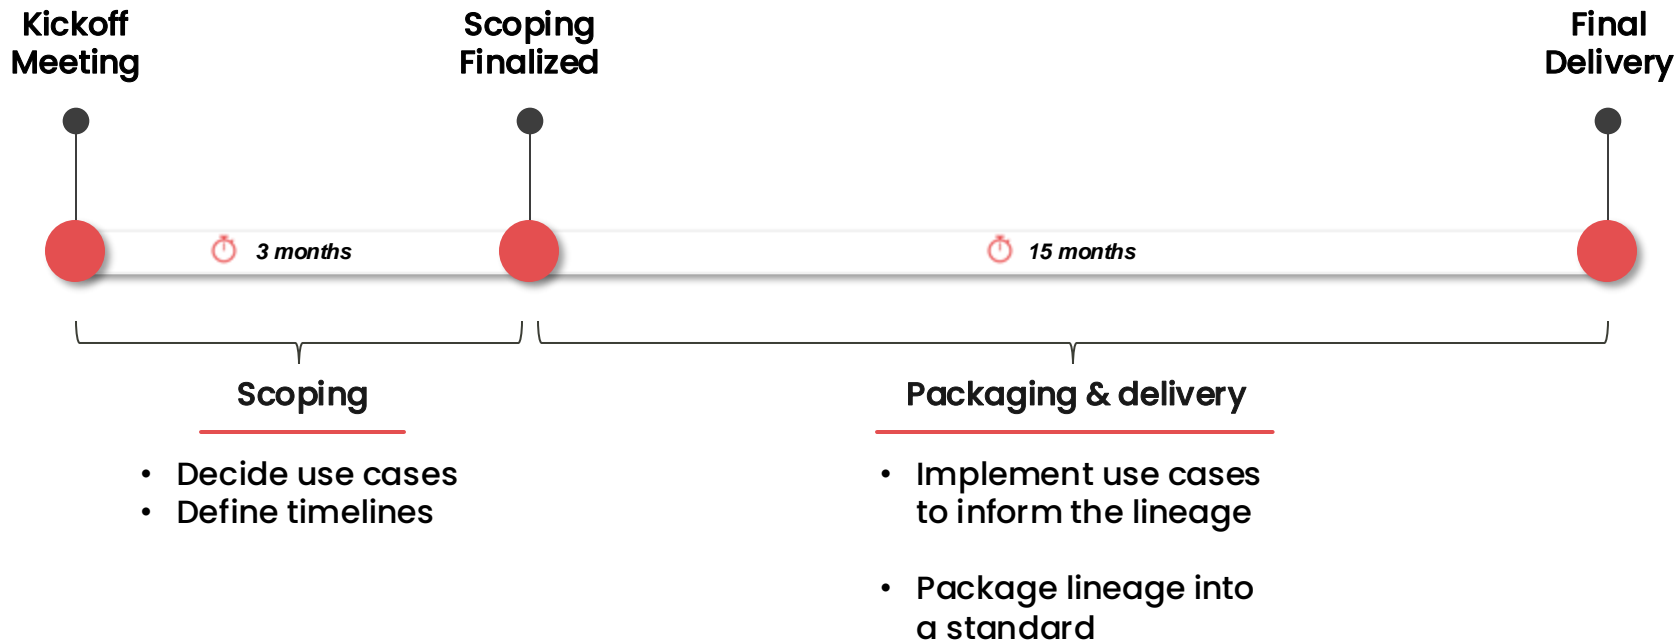 Kickoff
Meeting
Scoping
Finalized
Final
Delivery
3 months
15 months
Scoping
• Decide use cases
• Define timelines
Packaging & delivery
• Implement use cases
to inform the lineage
• Package lineage into
a standard